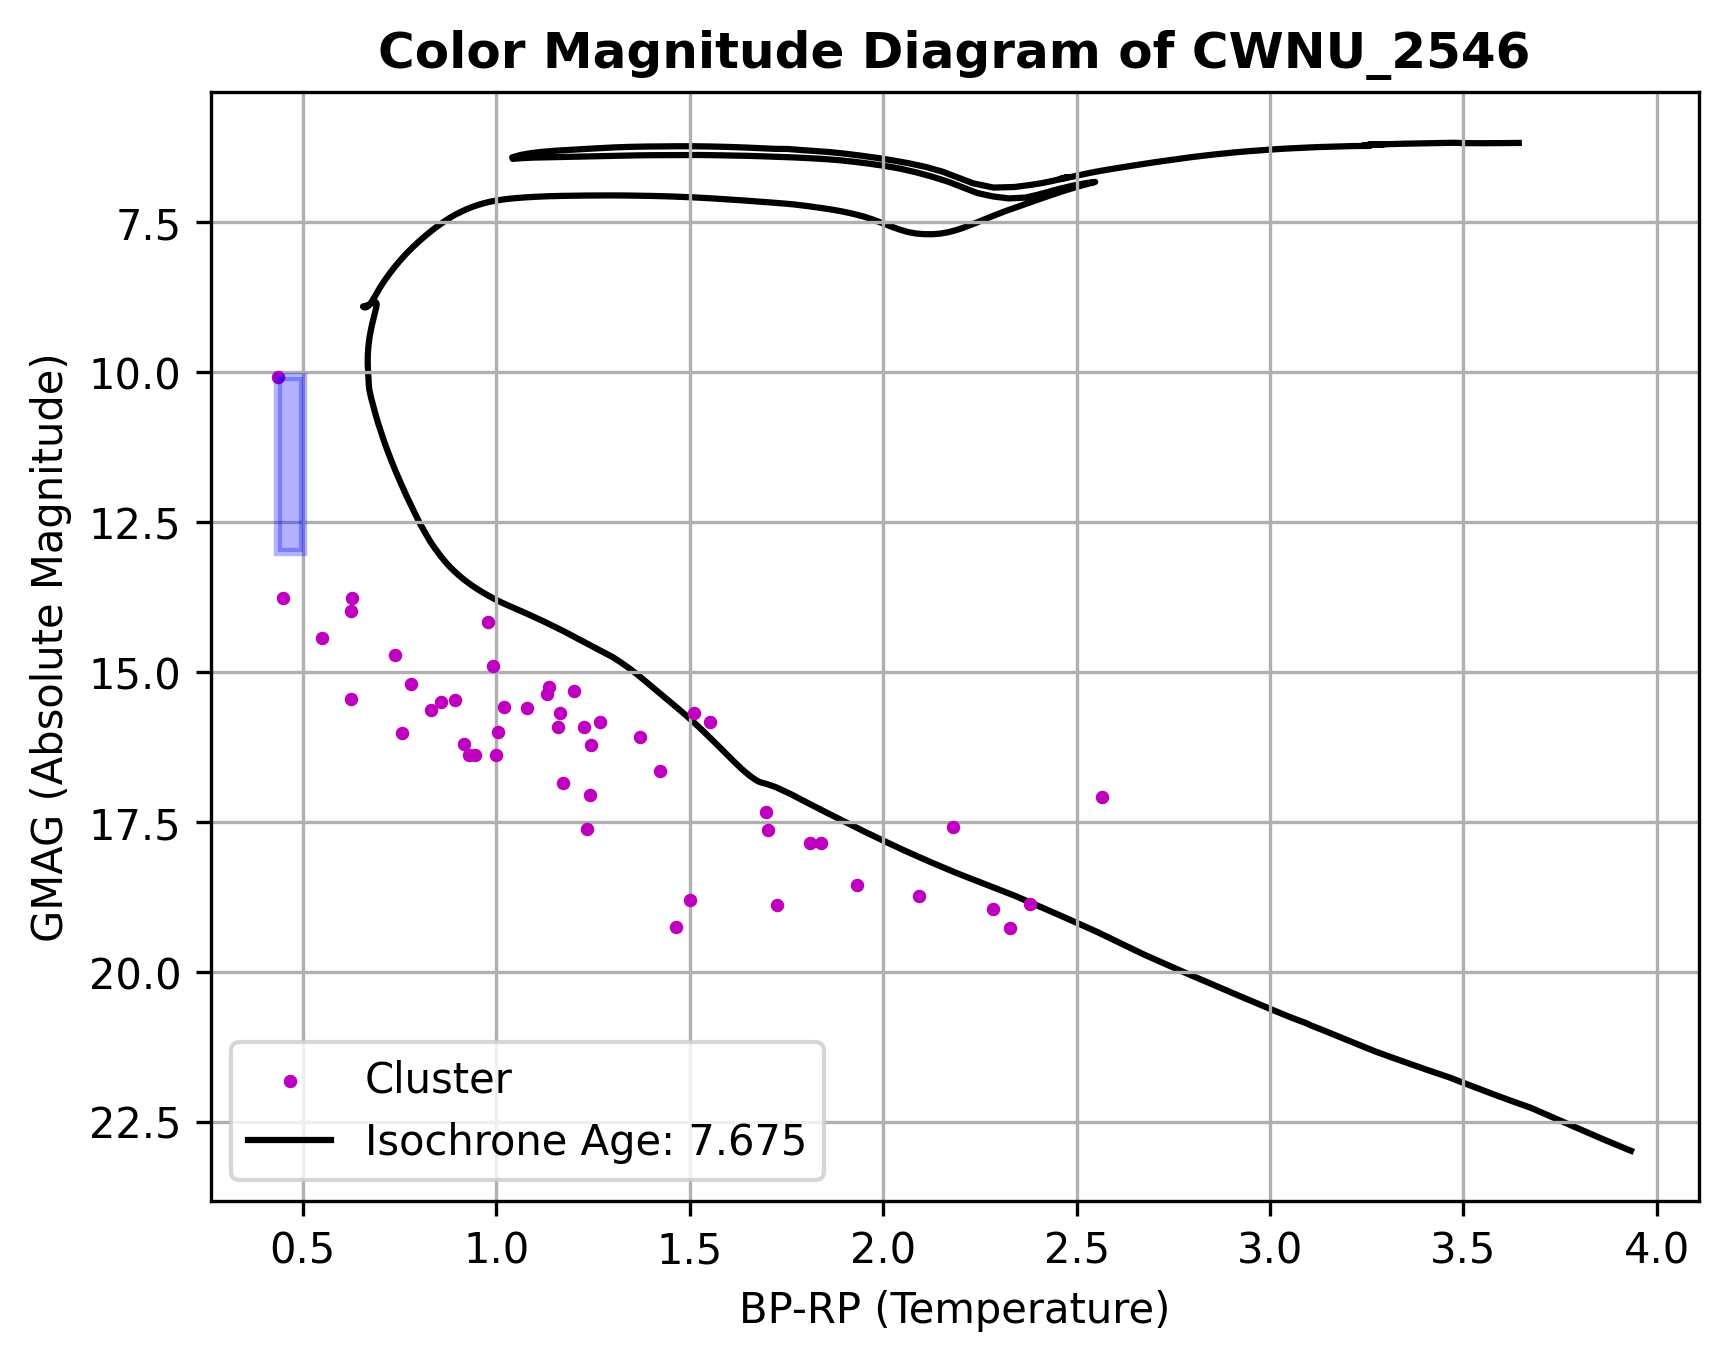 Color Magnitude Diagram of CWNU_2546
GMAG (Absolute Magnitude)
7.5
10.0
12.5
15.0
17.5
20.0
22.5
Cluster
Isochrone Age: 7.675
0.5 1.0 1.5 2.0 2.5 3.0 3.5 4.0
BP-RP (Temperature)